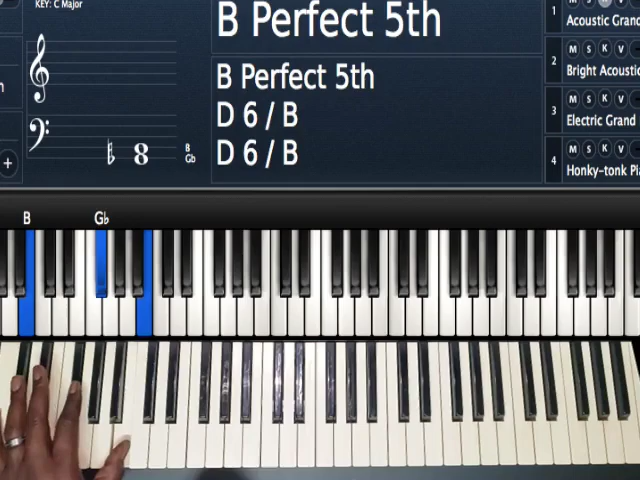 KEY: C Major
B Perfect 5th
B Perfect 5th
D 6 / B
D 6 / B
B
Gb
+
1
M S K V
Acoustic Grand
2
M S K V
Bright Acoustic
3
M S K V
Electric Grand
4
M S K V
Honky-tonk Pia
B
G♭